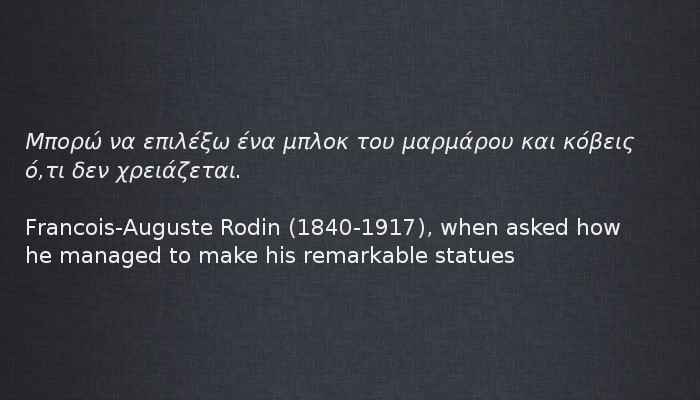 Μπορώ να επιλέξω ένα μπλοκ του μαρμάρου και κόβεις
ό,τι δεν χρειάζεται.
Francois-Auguste Rodin (1840-1917), when asked how
he managed to make his remarkable statues